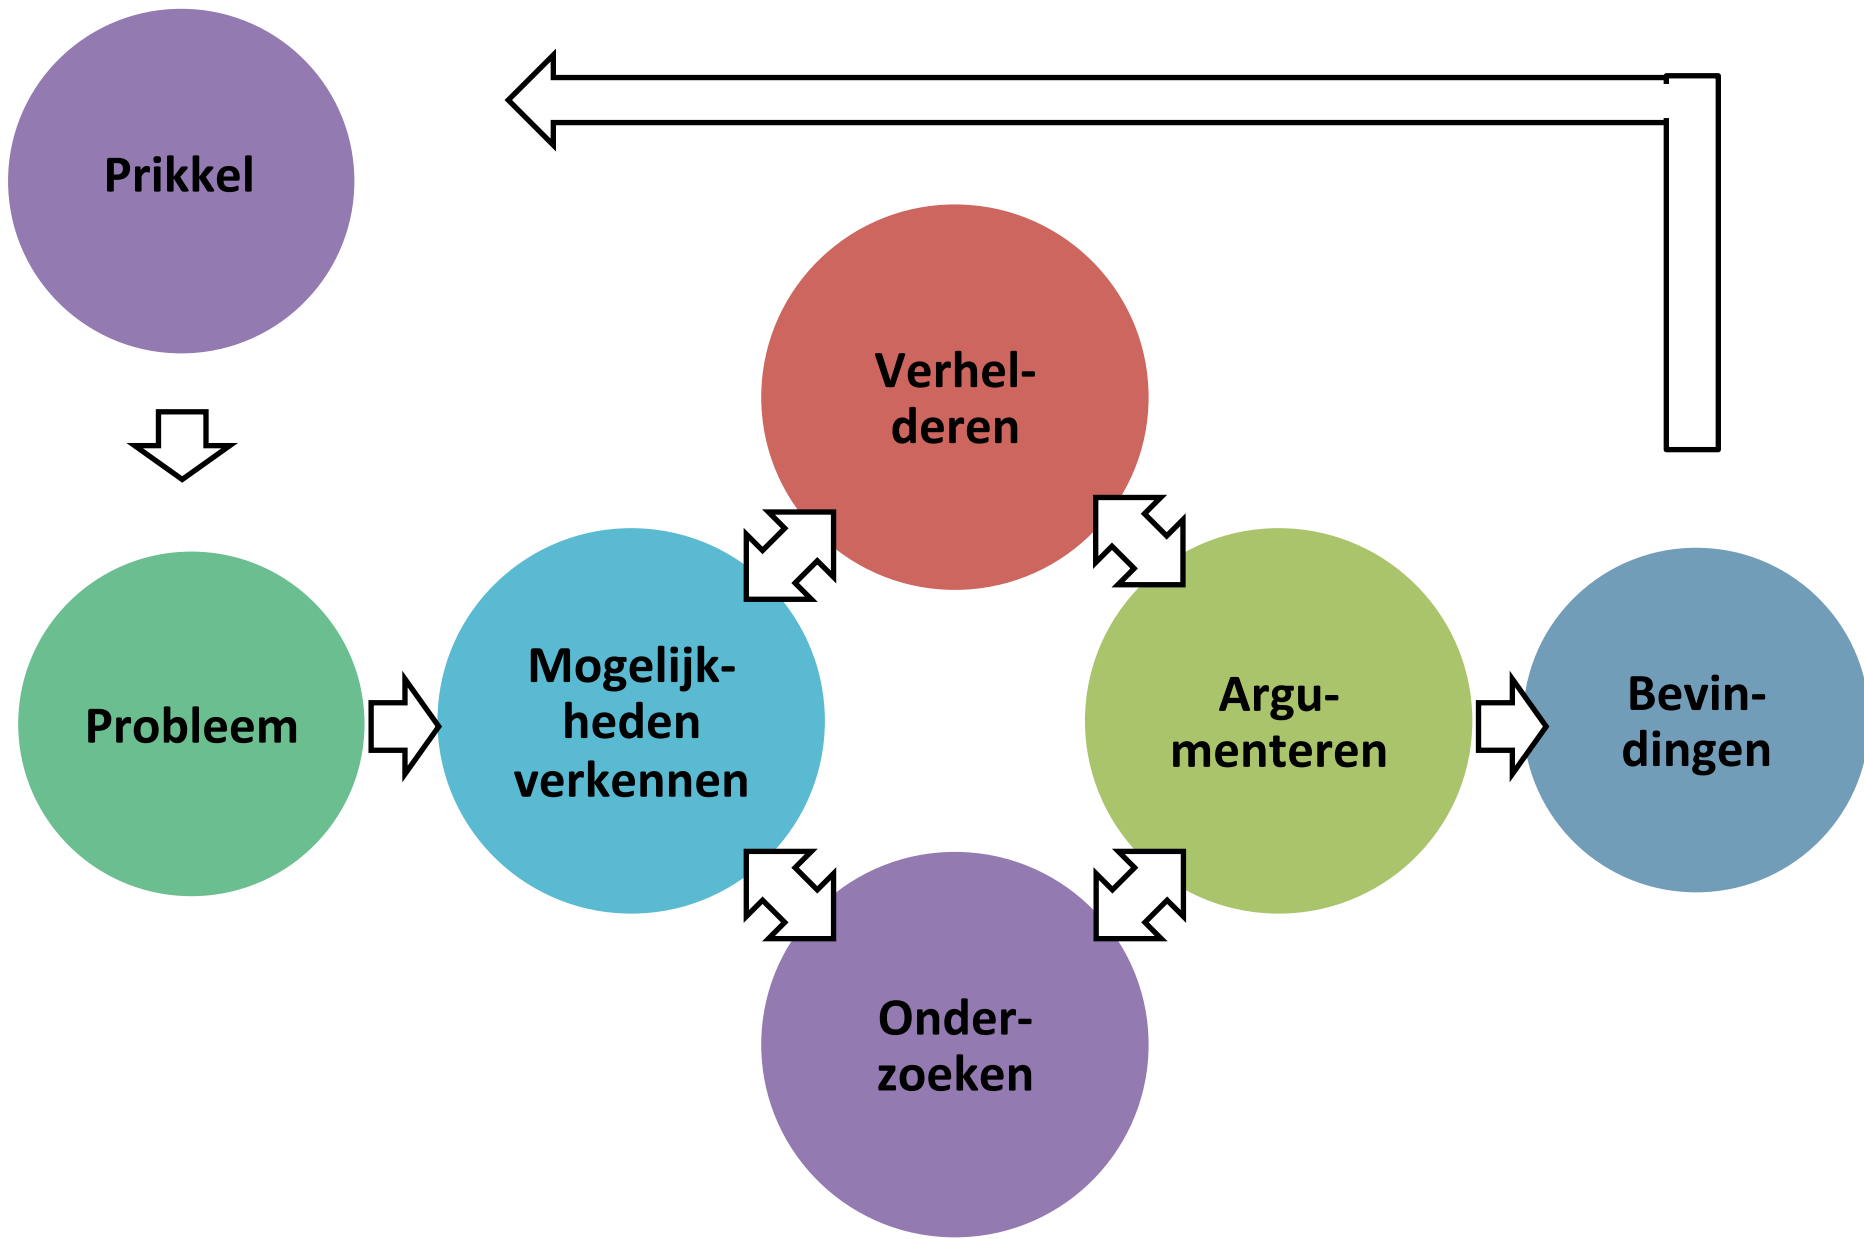 Prikkel
Verhel-
deren
Probleem
Mogelijk-
heden
verkennen
Argu-
menteren
Bevin-
dingen
Onder-
zoeken